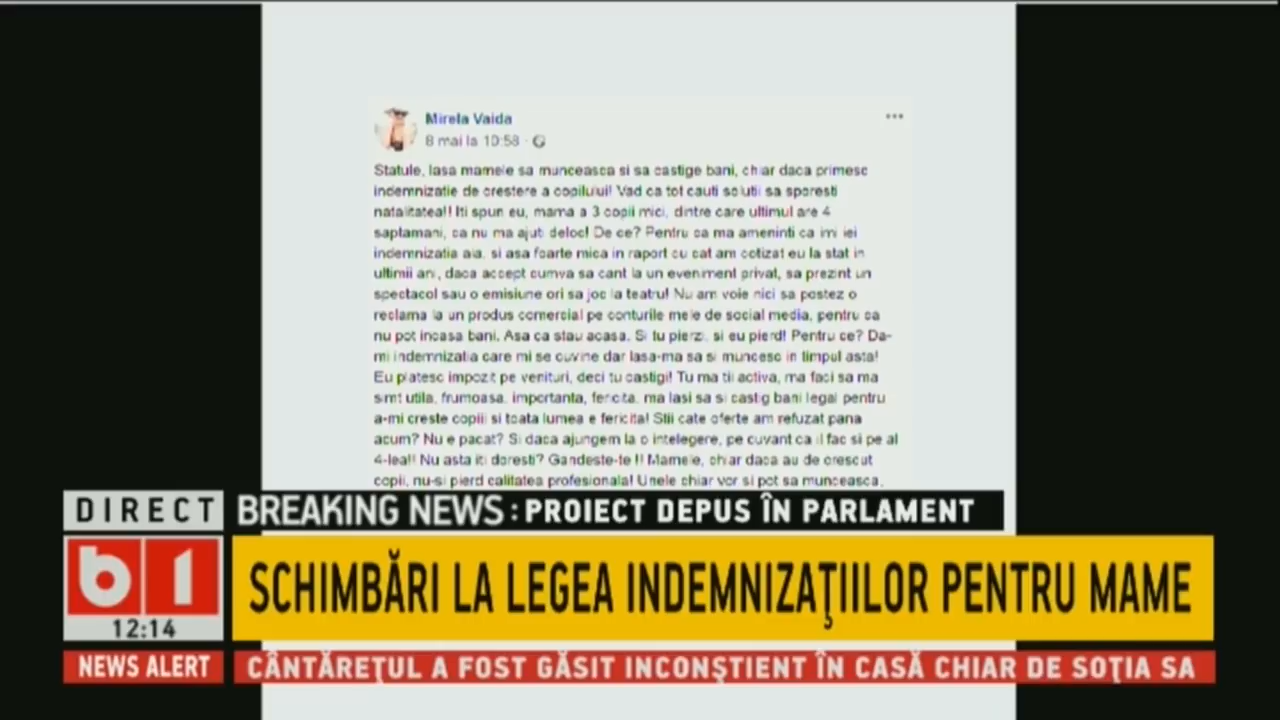 Mirela Vaida
8 mai la 10:58
Statule, lasa mamele sa munceasca si sa castige bani, chiar daca primesc
indemnizatie de crestere a copilului! Vad ca tot cauti solutii sa sporesti
natalitatea!! Iti spun eu, mama a 3 copii mici, dintre care ultimul are 4
saptamani, ca nu ma ajuti deloc! De ce? Pentru ca ma ameninti ca imi iei
indemnizatia aia, si asa foarte mica in raport cu cat am cotizat eu la stat in
ultimii ani, daca accept cumva sa cant la un eveniment privat, sa prezint un
spectacol sau o emisiune ori sa joc la teatru! Nu am voie nici sa postez o
reclama la un produs comercial pe conturile mele de social media, pentru ca
nu pot incasa bani. Asa ca stau acasa. Si tu pierzi, si eu pierd! Pentru ce? Da-
mi indemnizatia care mi se cuvine dar lasa-ma sa si muncesc in timpul asta!
Eu platesc impozit pe venituri, deci tu castigi! Tu ma tii activa, ma faci sa ma
simt utila, frumoasa, importanta, fericita, ma lasi sa si castig bani legal pentru
a-mi creste copiii si toata lumea e fericita! Stii cate oferte am refuzat pana
acum? Nu e pacat? Si daca ajungem la o intelegere, pe cuvant ca il fac si pe al
4-lea!! Nu asta iti doresti? Gandeste-te !! Mamele, chiar daca au de crescut
copii, nu-si pierd calitatea profesionala! Unele chiar vor si pot sa munceasca,
DIRECT
BREAKING NEWS : PROIECT DEPUS ÎN PARLAMENT
b1
SCHIMBĂRI LA LEGEA INDEMNIZAŢIILOR PENTRU MAME
12:14
NEWS ALERT
CÂNTĂREŢUL A FOST GĂSIT INCONŞTIENT ÎN CASĂ CHIAR DE SOŢIA SA